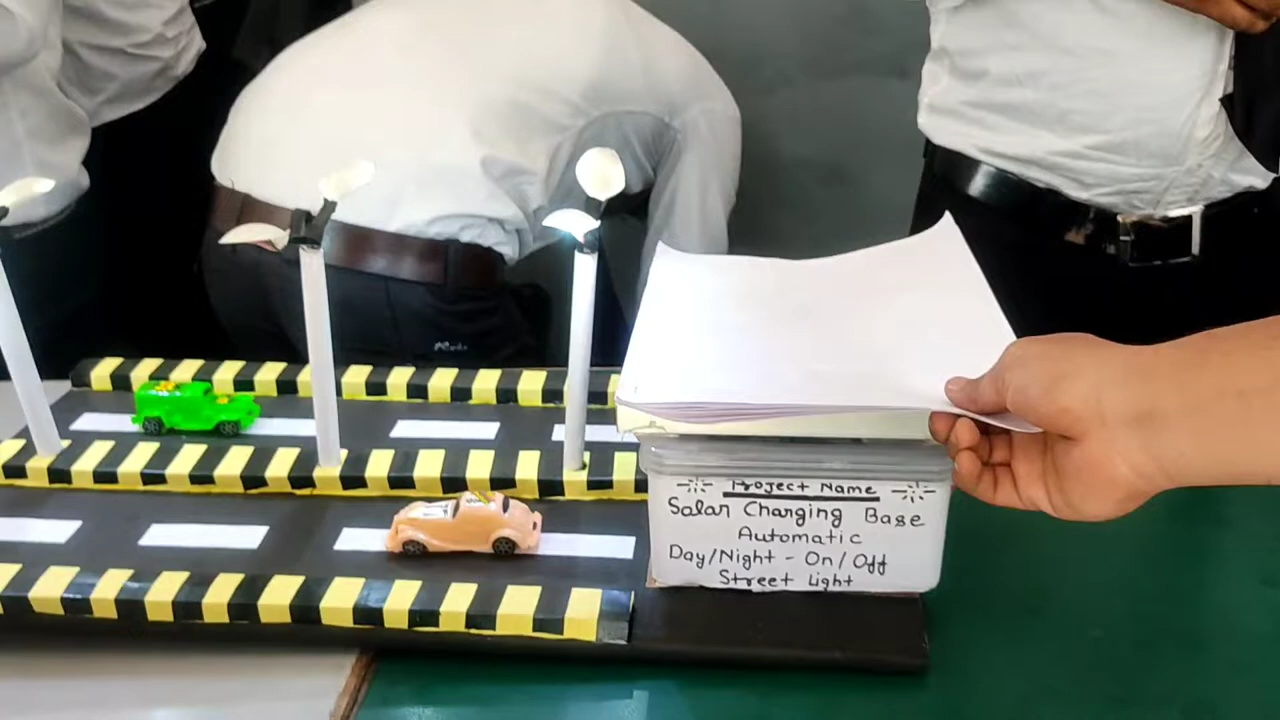 Project Name
Salar Charging Base
Automatic
Day/Night - On/Off
Street Light